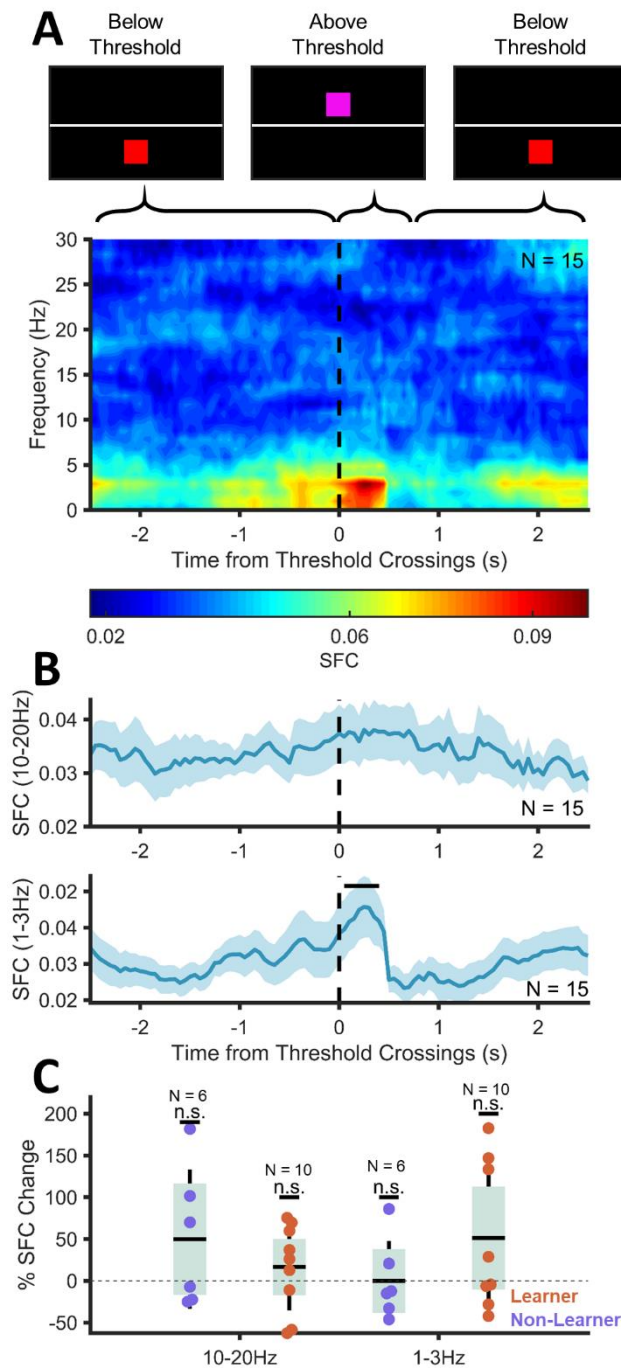 A
Below Threshold
Above Threshold
Below Threshold
30
25
20
15
10
5
0
Frequency (Hz)
N = 15
-2
-1
0
1
2
Time from Threshold Crossings (s)
0.02
0.06
0.09
SFC
B
0.04
0.03
0.02
SFC (10-20Hz)
N = 15
-2
-1
0
1
2
0.02
0.04
0.03
0.02
SFC (1-3Hz)
N = 15
-2
-1
0
1
2
Time from Threshold Crossings (s)
C
200
150
100
50
0
-50
% SFC Change
N = 6
n.s.
N = 10
n.s.
N = 6
n.s.
N = 10
n.s.
Learner
Non-Learner
10-20Hz
1-3Hz